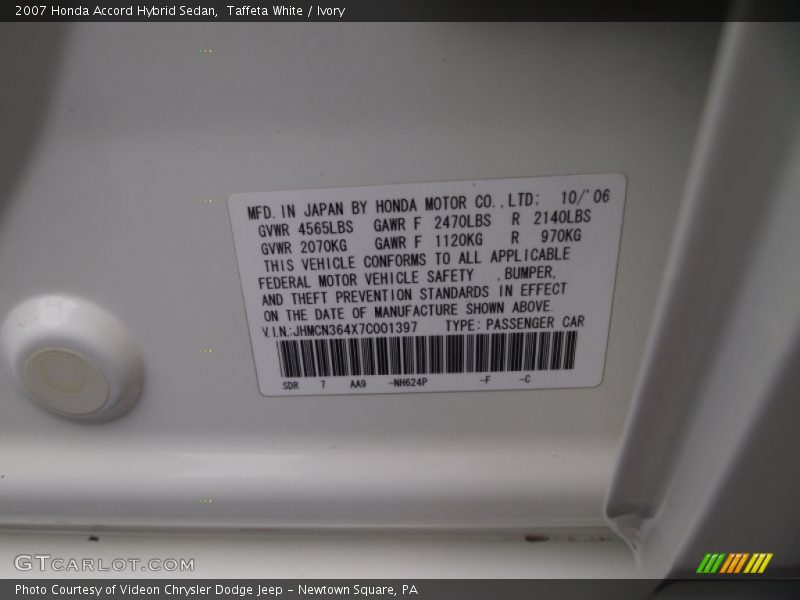 2007 Honda Accord Hybrid Sedan,  Taffeta White / Ivory
MFD. IN JAPAN BY HONDA MOTOR CO., LTD: 10/'06
GVWR 4565LBS GAWR F 2470LBS R 2140LBS
GVWR 2070KG GAWR F 1120KG R 970KG
THIS VEHICLE CONFORMS TO ALL APPLICABLE
FEDERAL MOTOR VEHICLE SAFETY ,BUMPER,
AND THEFT PREVENTION STANDARDS IN EFFECT
ON THE DATE OF MANUFACTURE SHOWN ABOVE.
V.I.N.:JHMCN364X7C001397 TYPE: PASSENGER CAR
SDR 7 AA9 -NH624P -F -C
GTCARLOT.COM
Photo Courtesy of Videon Chrysler Dodge Jeep - Newtown Square, PA